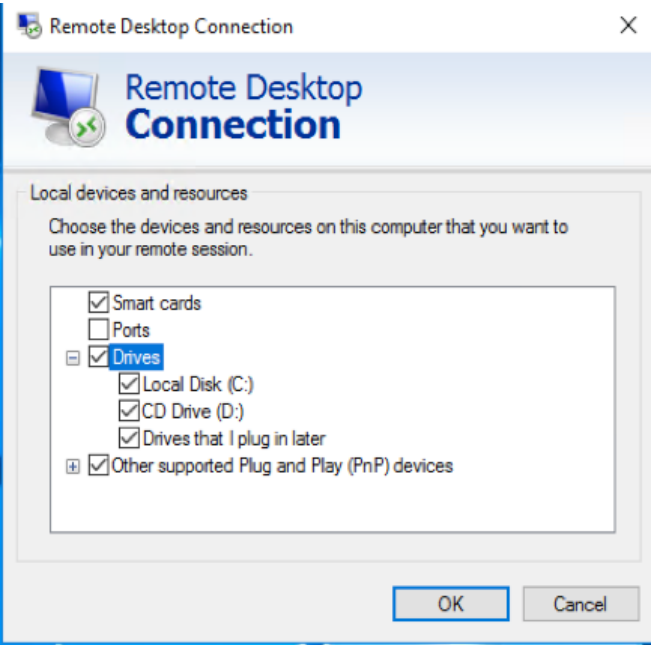 Remote Desktop Connection
Remote Desktop
Connection
Local devices and resources
Choose the devices and resources on this computer that you want to
use in your remote session.
Smart cards
Ports
Drives
Local Disk (C:)
CD Drive (D:)
Drives that I plug in later
Other supported Plug and Play (PnP) devices
OK
Cancel